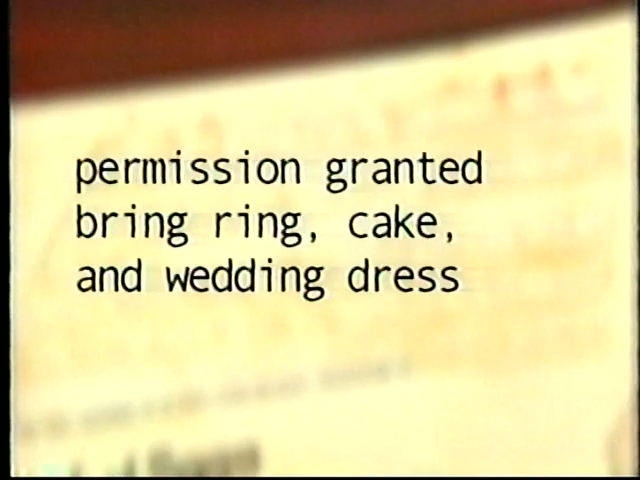 permission granted
bring ring, cake,
and wedding dress